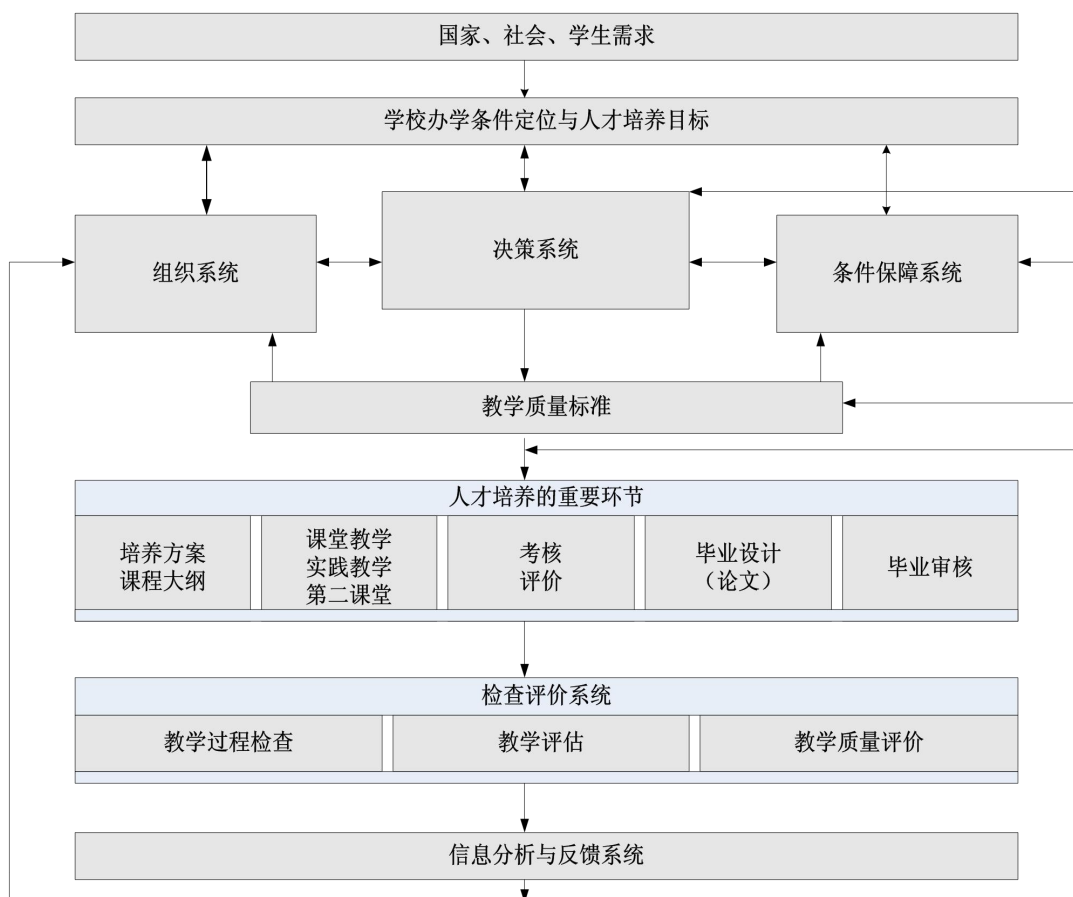 国家、社会、学生需求
学校办学条件定位与人才培养目标
组织系统
决策系统
条件保障系统
教学质量标准
人才培养的重要环节
培养方案
课程大纲
课堂教学
实践教学
第二课堂
考核
评价
毕业设计
（论文）
毕业审核
检查评价系统
教学过程检查
教学评估
教学质量评价
信息分析与反馈系统